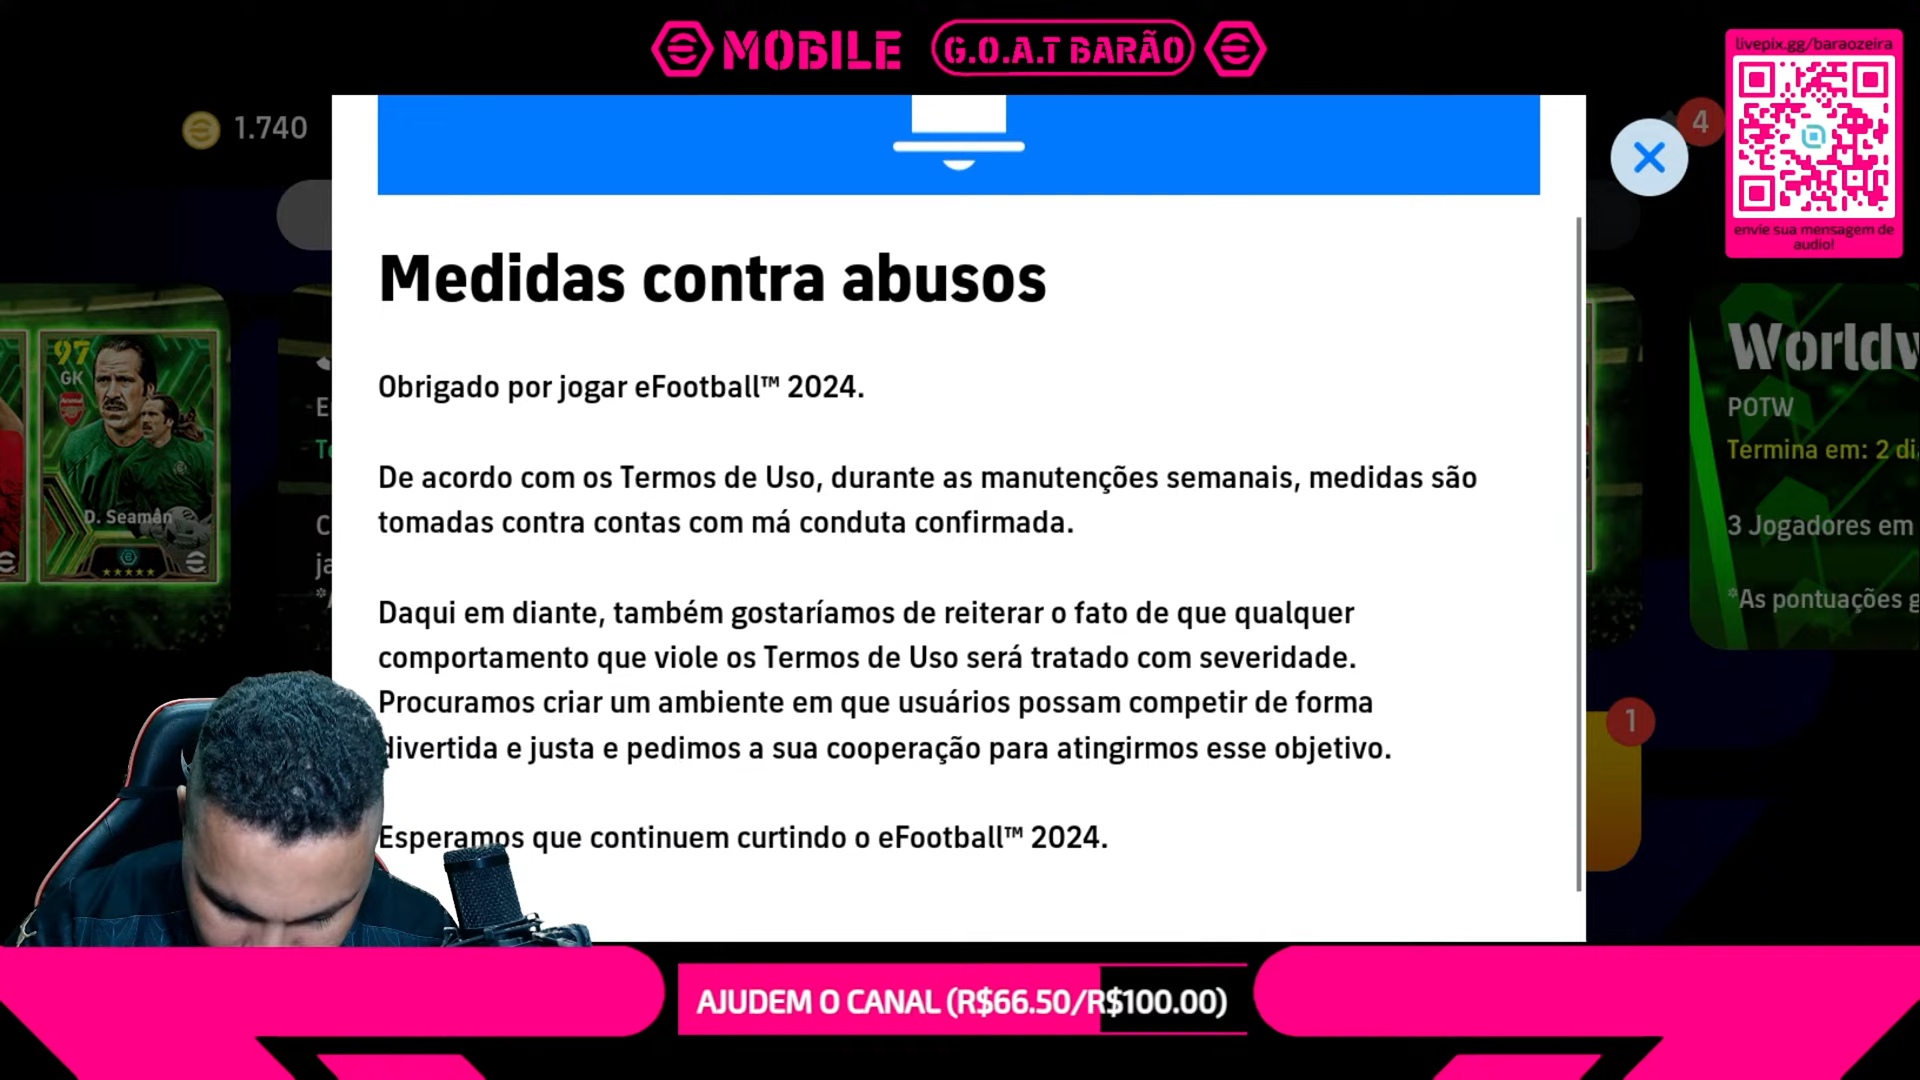 MOBILE G.O.A.T BARÃO
livepix.gg/baraozeira
envie sua mensagem de
audio!
1.740
4
Medidas contra abusos
Obrigado por jogar eFootball™ 2024.
De acordo com os Termos de Uso, durante as manutenções semanais, medidas são
tomadas contra contas com má conduta confirmada.
Daqui em diante, também gostaríamos de reiterar o fato de que qualquer
comportamento que viole os Termos de Uso será tratado com severidade.
Procuramos criar um ambiente em que usuários possam competir de forma
divertida e justa e pedimos a sua cooperação para atingirmos esse objetivo.
Esperamos que continuem curtindo o eFootball™ 2024.
97
GK
Arsenal
D. Seaman
Worldw
POTW
Termina em: 2 di
3 Jogadores em
*As pontuações g
1
AJUDEM O CANAL (R$66.50/R$100.00)